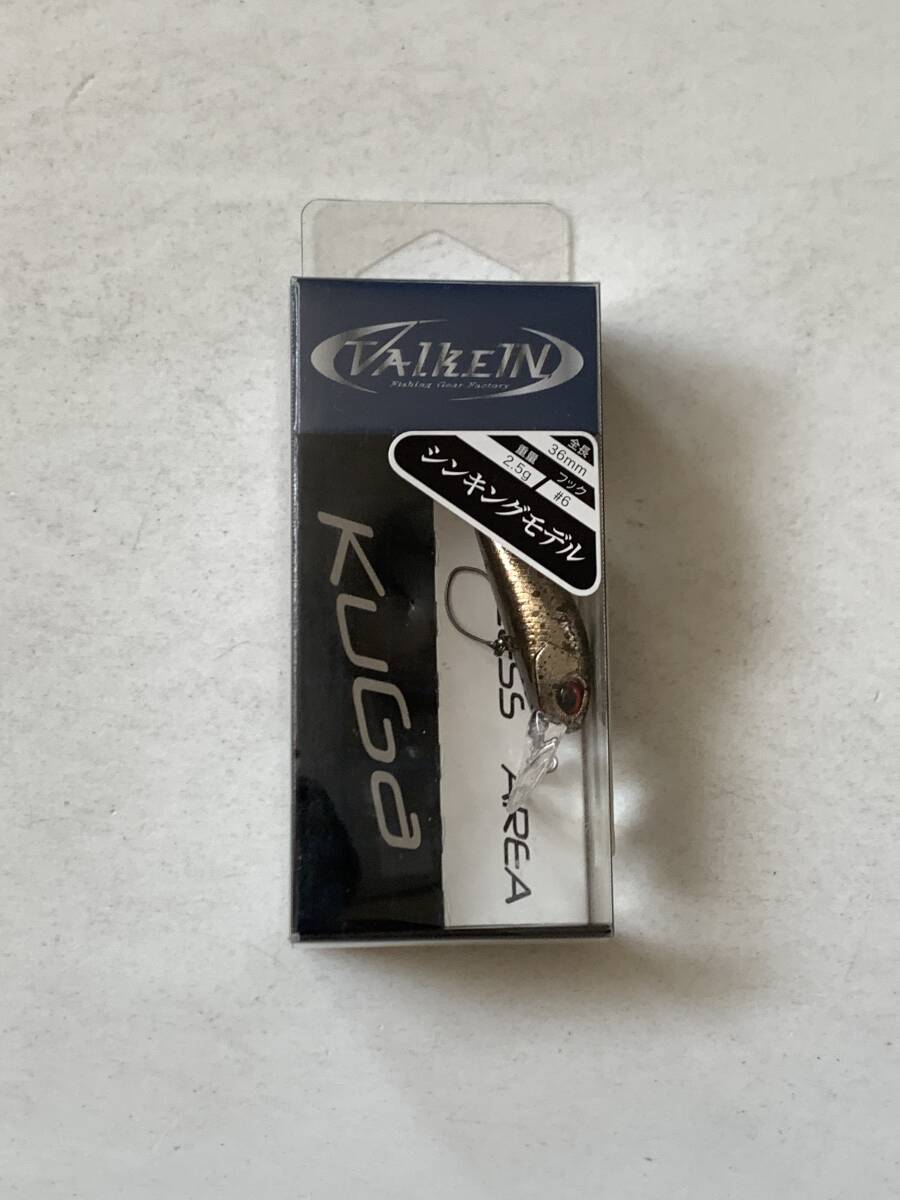 ValkeIN
Fishing Gear Factory
全長
36mm
フック
#6
重量
2.5g
シンキングモデル
KuGa
ESS AREA